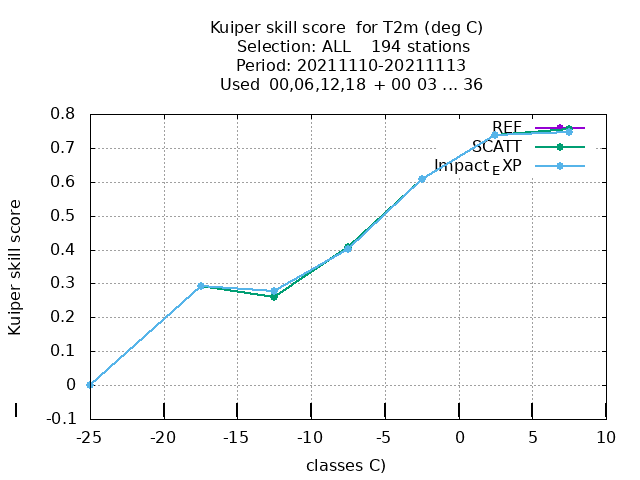 Kuiper skill score for T2m (deg C)
Selection: ALL 194 stations
Period: 20211110-20211113
Used 00,06,12,18 + 00 03 ... 36
0.8
0.7
0.6
0.5
0.4
0.3
0.2
0.1
0
-0.1
Kuiper skill score
REF
SCATT
Impact_EXP
-25
-20
-15
-10
-5
0
5
10
classes C)